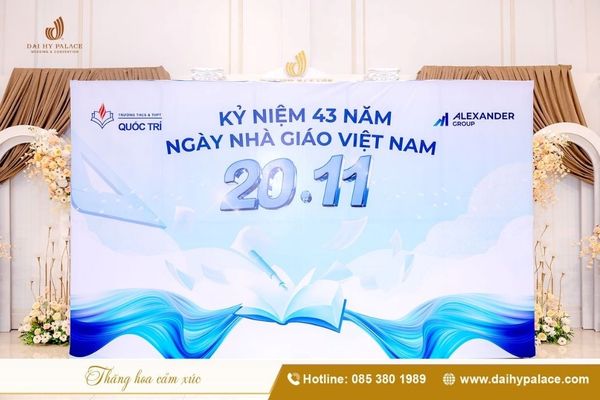 DAI HY PALACE
WEDDING & CONVENTION
TRƯỜNG THCS & THPT
QUỐC TRÍ
KỶ NIỆM 43 NĂM
NGÀY NHÀ GIÁO VIỆT NAM
20.11
ALEXANDER
GROUP
Thăng hoa cảm xúc
Hotline: 085 380 1989
www.daihypalace.com